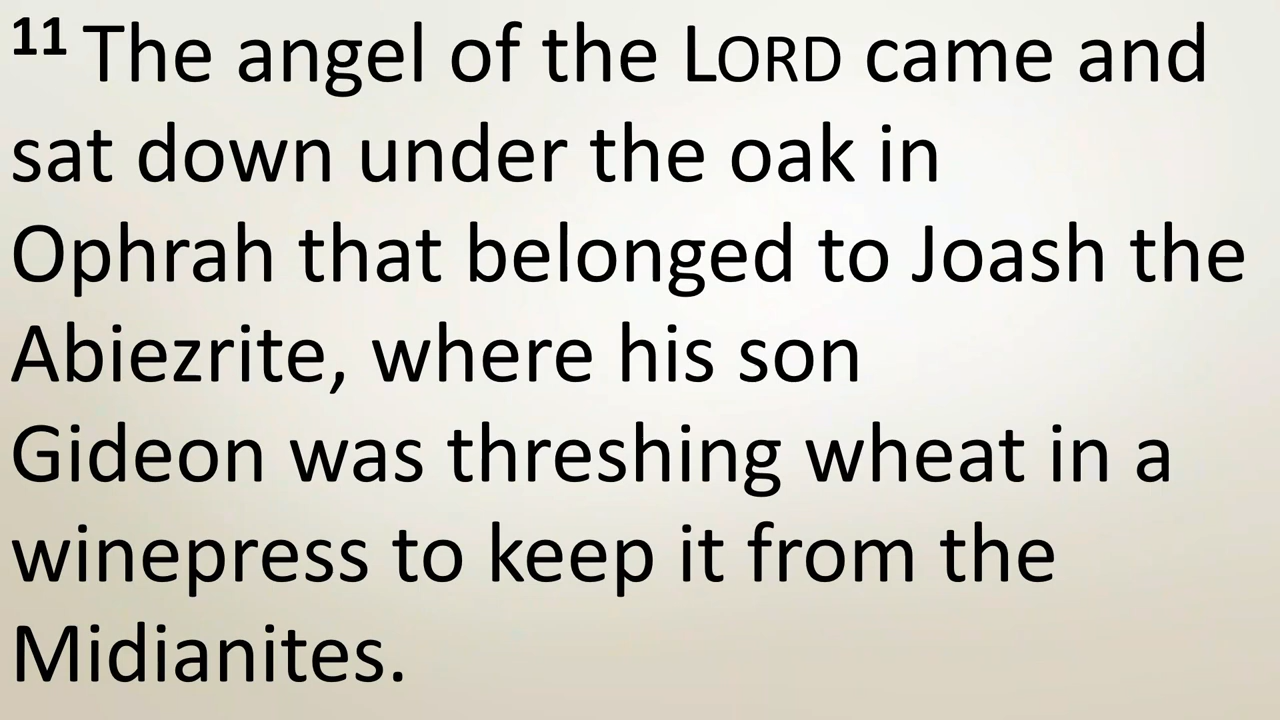 11 The angel of the LORD came and
sat down under the oak in
Ophrah that belonged to Joash the
Abiezrite, where his son
Gideon was threshing wheat in a
winepress to keep it from the
Midianites.